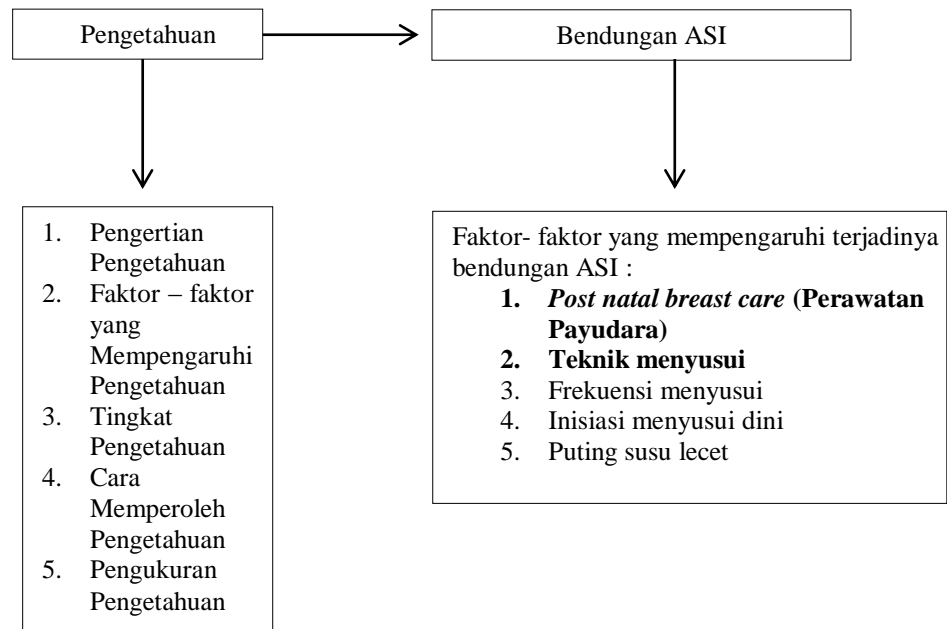 Pengetahuan
Bendungan ASI
1. Pengertian
Pengetahuan
2. Faktor – faktor
yang
Mempengaruhi
Pengetahuan
3. Tingkat
Pengetahuan
4. Cara
Memperoleh
Pengetahuan
5. Pengukuran
Pengetahuan
Faktor- faktor yang mempengaruhi terjadinya
bendungan ASI :
1. Post natal breast care (Perawatan
Payudara)
2. Teknik menyusui
3. Frekuensi menyusui
4. Inisiasi menyusui dini
5. Puting susu lecet